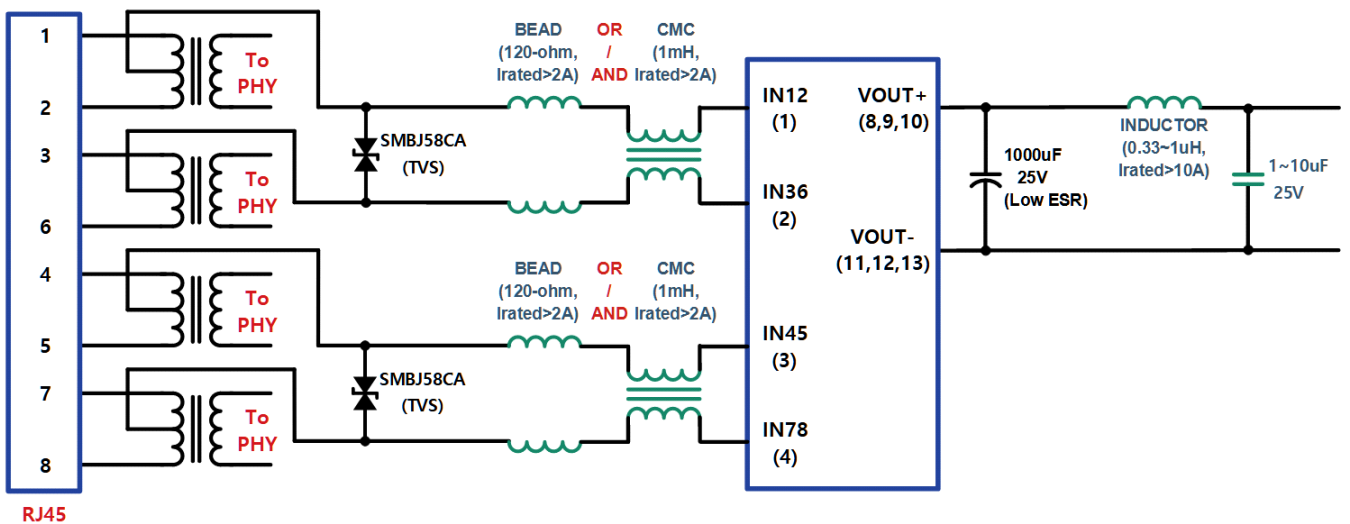 1
2
3
6
4
5
7
8
RJ45
To
PHY
To
PHY
To
PHY
To
PHY
SMBJ58CA
(TVS)
SMBJ58CA
(TVS)
BEAD OR CMC
(120-ohm, / (1mH,
Irated>2A) AND Irated>2A)
BEAD OR CMC
(120-ohm, / (1mH,
Irated>2A) AND Irated>2A)
IN12
(1)
IN36
(2)
IN45
(3)
IN78
(4)
VOUT+
(8,9,10)
VOUT-
(11,12,13)
1000uF
25V
(Low ESR)
INDUCTOR
(0.33~1uH,
Irated>10A)
1~10uF
25V